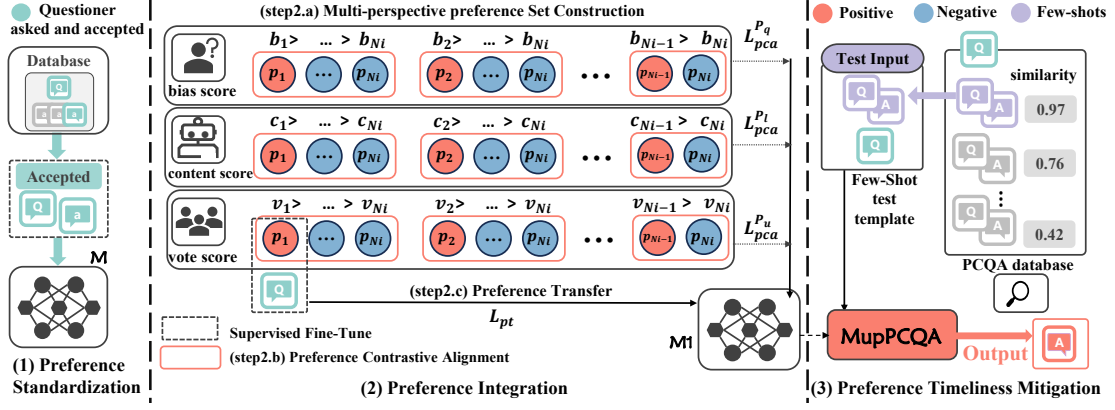 Questioner
asked and accepted
Database
Q
a a a
Accepted
Q
a
M
(1) Preference
Standardization
(step2.a) Multi-perspective preference Set Construction
bias score
b1> ... > bNi
b2> ... > bNi
bNi−1 > bNi
p1 ... pNi
p2 ... pNi
...
pNi−1 pNi
L^Pq_pca
content score
c1> ... > cNi
c2> ... > cNi
cNi−1 > cNi
p1 ... pNi
p2 ... pNi
...
pNi−1 pNi
L^Pl_pca
vote score
v1> ... > vNi
v2> ... > vNi
vNi−1 > vNi
p1 ... pNi
p2 ... pNi
...
pNi−1 pNi
L^Pu_pca
Q
(step2.c) Preference Transfer
Lpt
Supervised Fine-Tune
(step2.b) Preference Contrastive Alignment
M1
(2) Preference Integration
Positive
Negative
Few-shots
Test Input
Q
A
Q
Few-Shot
test
template
Q
similarity
Q
A
0.97
Q
A
0.76
⋮
Q
A
0.42
PCQA database
MupPCQA
Output
A
(3) Preference Timeliness Mitigation